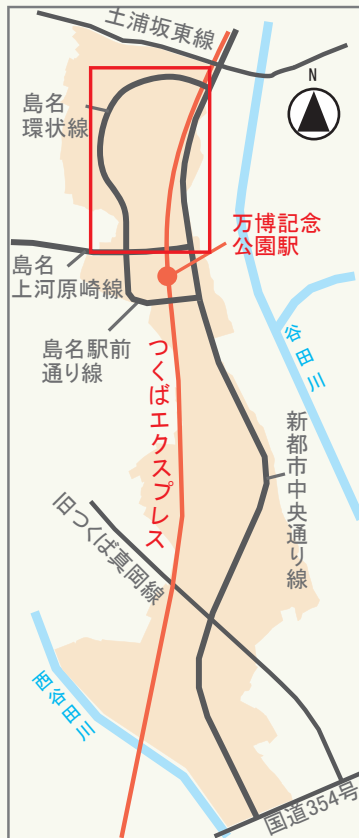 土浦坂東線
N
島名
環状線
万博記念
公園駅
島名
上河原崎線
谷田川
島名駅前
通り線
つくばエクスプレス
新都市中央通り線
旧つくば真岡線
西谷田川
国道354号